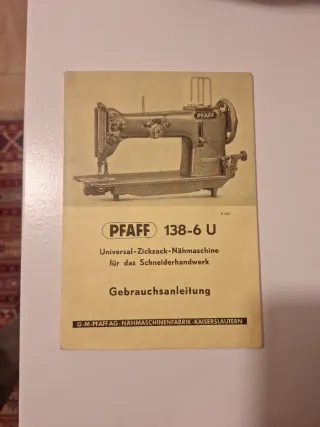 PFAFF
PFAFF 138-6 U
Universal-Zickzack-Nähmaschine
für das Schneiderhandwerk
Gebrauchsanleitung
G·M·PFAFF AG · NÄHMASCHINENFABRIK · KAISERSLAUTERN